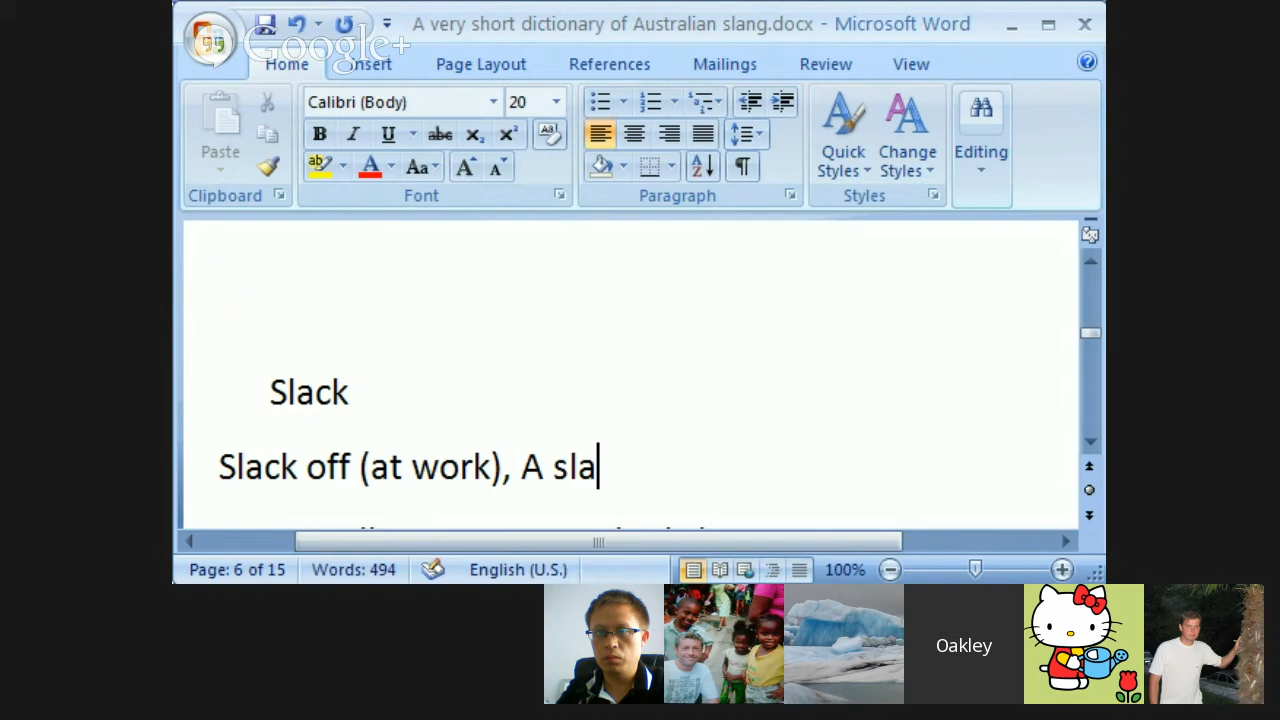 A very short dictionary of Australian slang.docx - Microsoft Word
Google+
Home Insert Page Layout References Mailings Review View
Calibri (Body) 20
Paste
Quick Styles
Change Styles
Editing
Clipboard Font Paragraph Styles
Slack
Slack off (at work), A sla
Page: 6 of 15 Words: 494 English (U.S.) 100%
Oakley